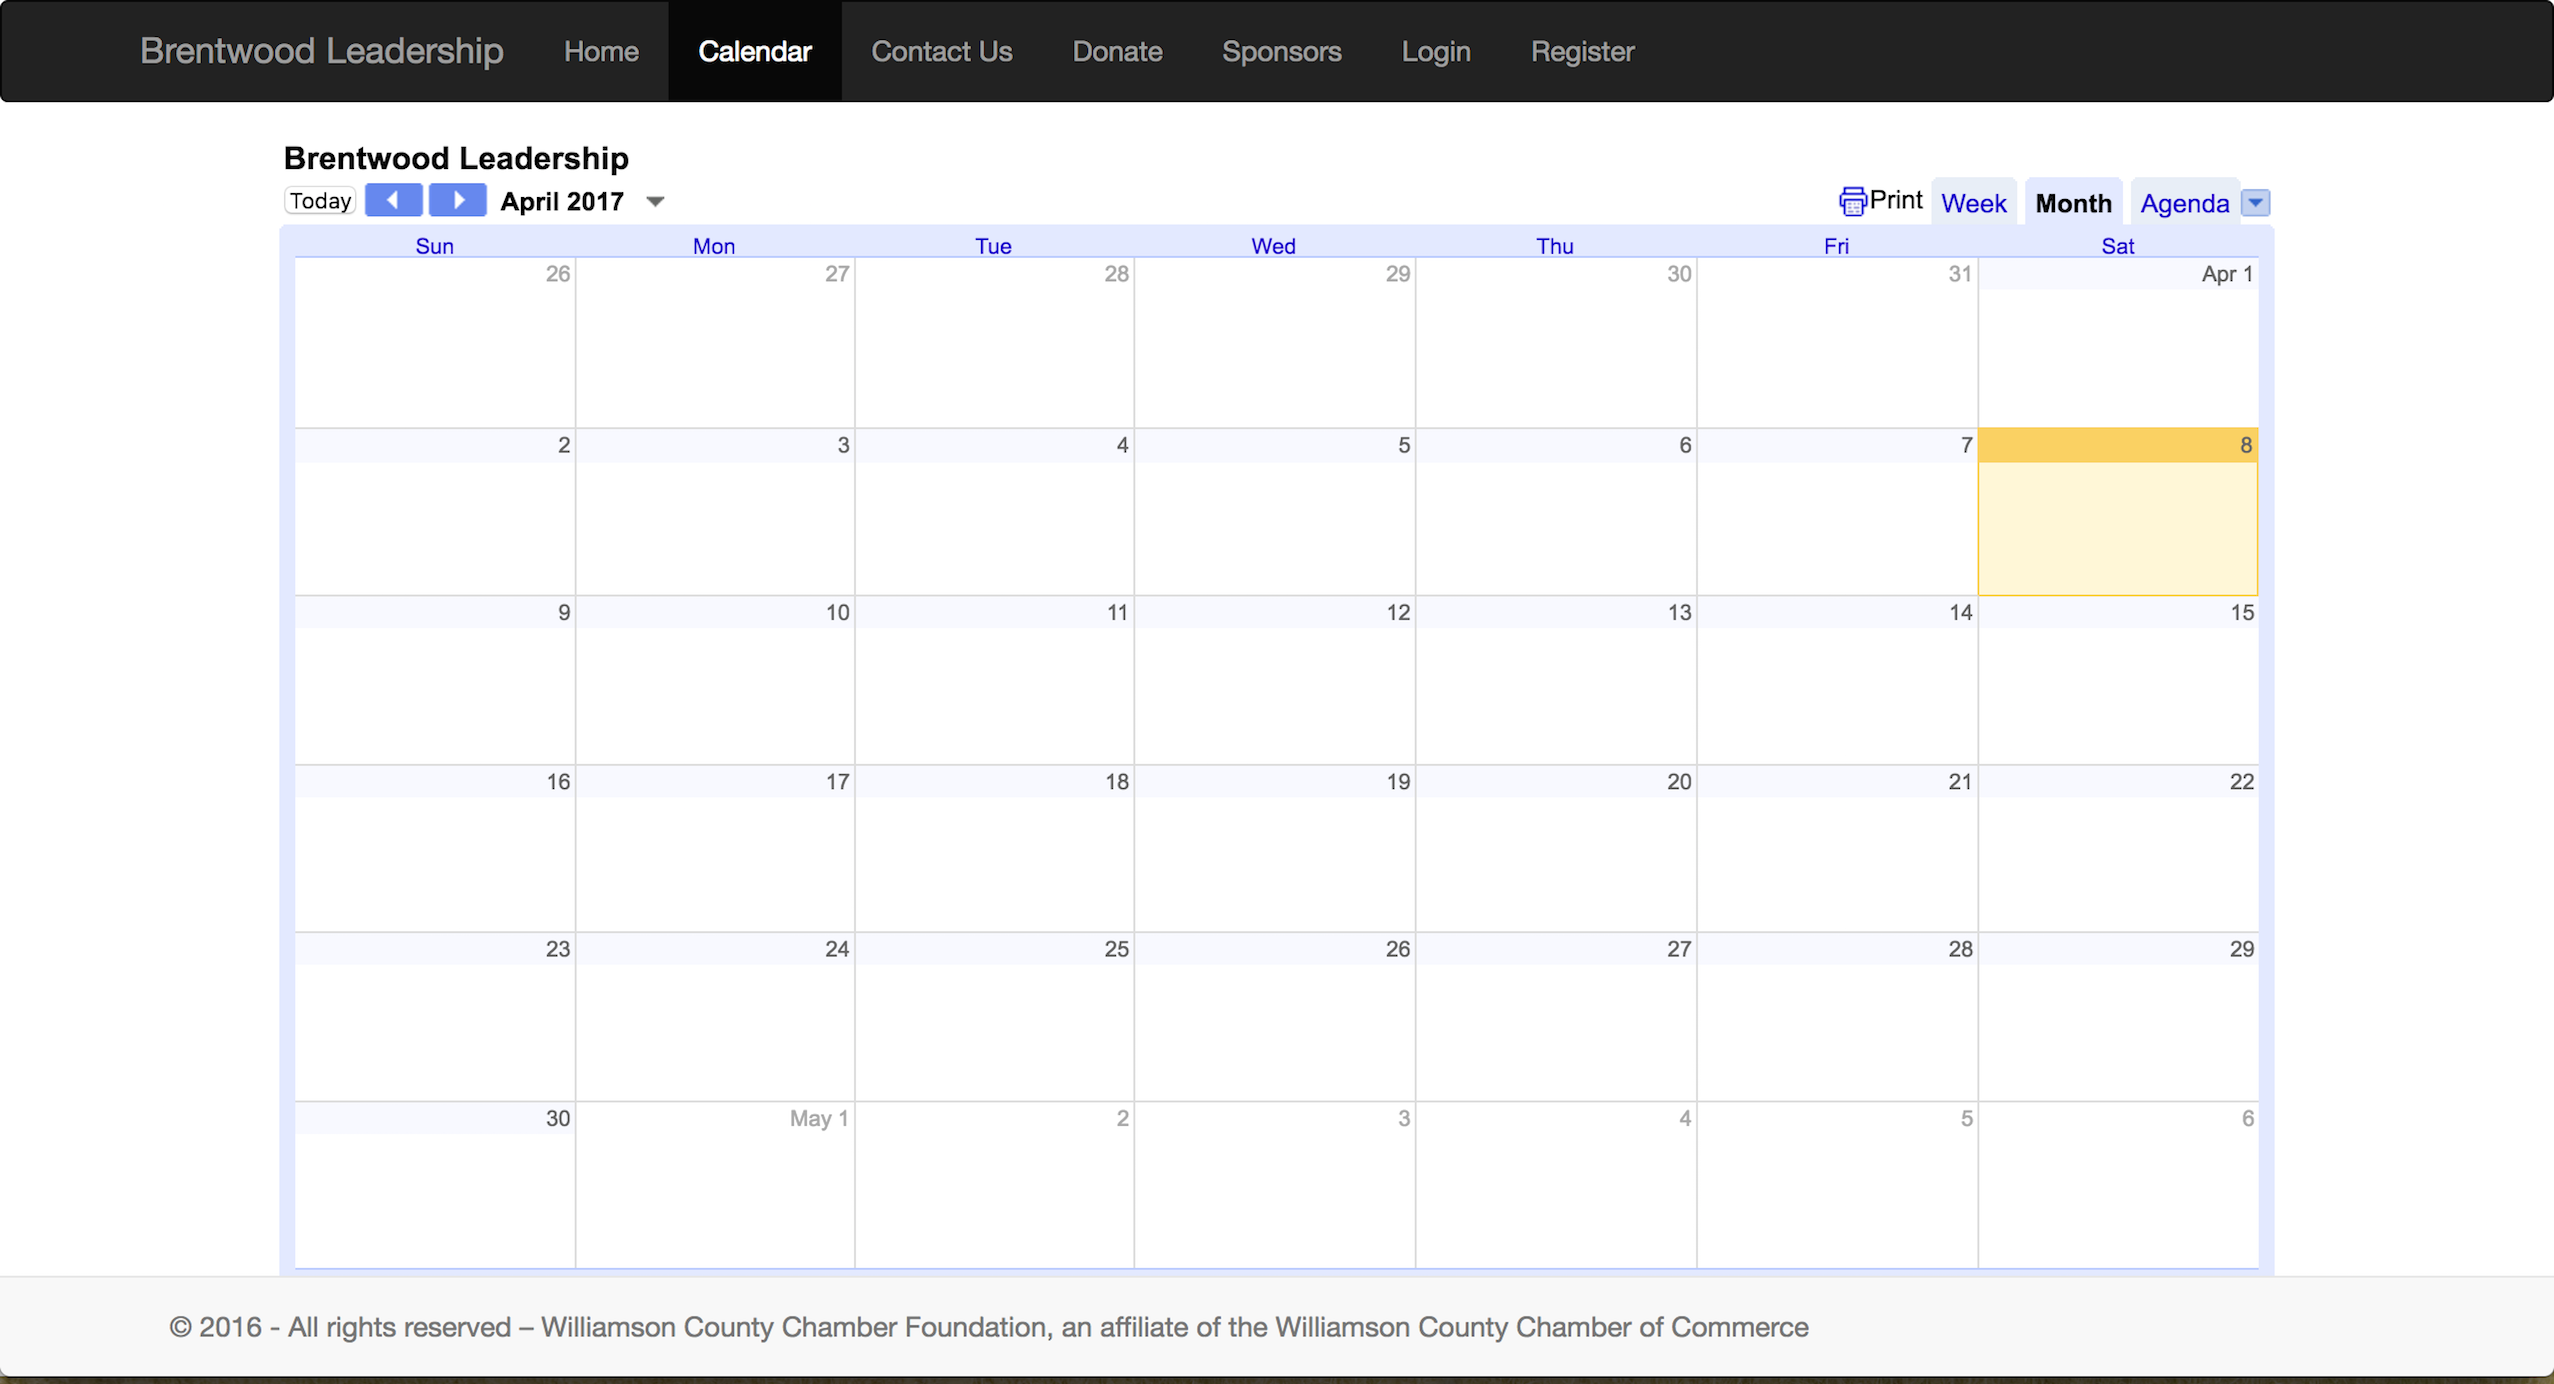 Brentwood Leadership Home Calendar Contact Us Donate Sponsors Login Register
Brentwood Leadership
Today April 2017 Print Week Month Agenda
Sun Mon Tue Wed Thu Fri Sat
26 27 28 29 30 31 Apr 1
2 3 4 5 6 7 8
9 10 11 12 13 14 15
16 17 18 19 20 21 22
23 24 25 26 27 28 29
30 May 1 2 3 4 5 6
© 2016 - All rights reserved – Williamson County Chamber Foundation, an affiliate of the Williamson County Chamber of Commerce